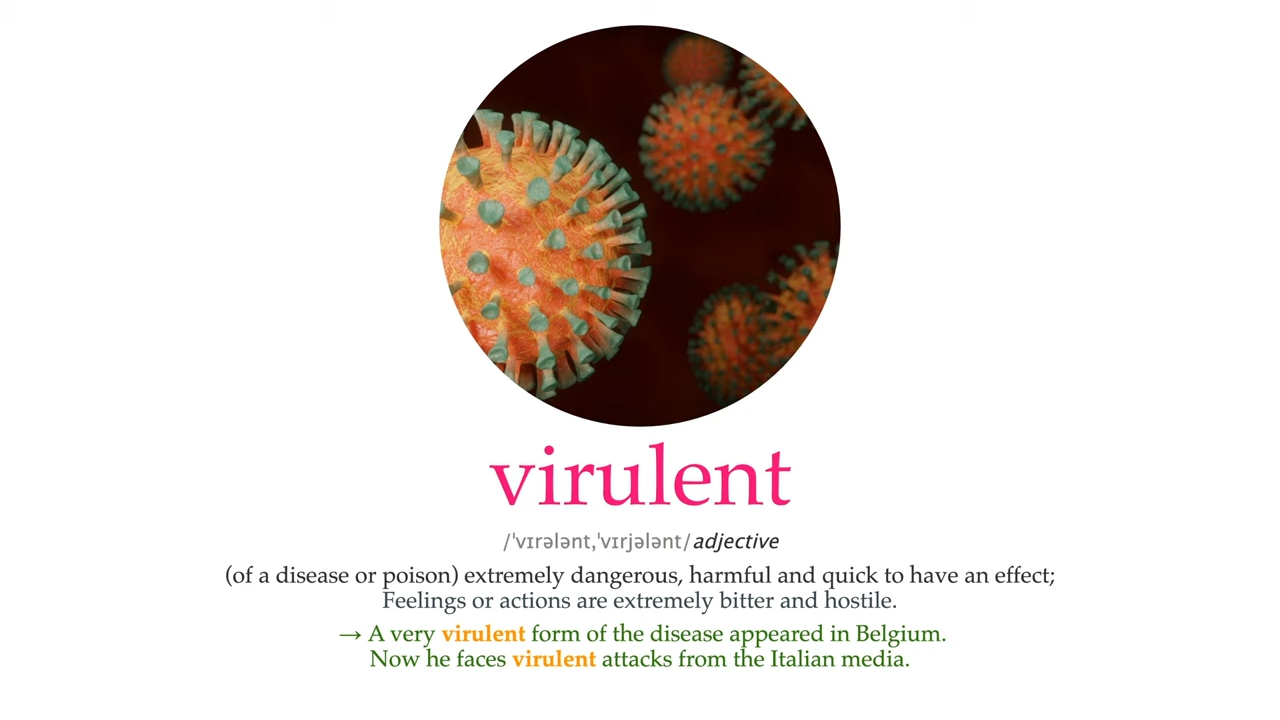 virulent
/ˈvɪrələnt,ˈvɪrjələnt/adjective
(of a disease or poison) extremely dangerous, harmful and quick to have an effect;
Feelings or actions are extremely bitter and hostile.
→ A very virulent form of the disease appeared in Belgium.
Now he faces virulent attacks from the Italian media.